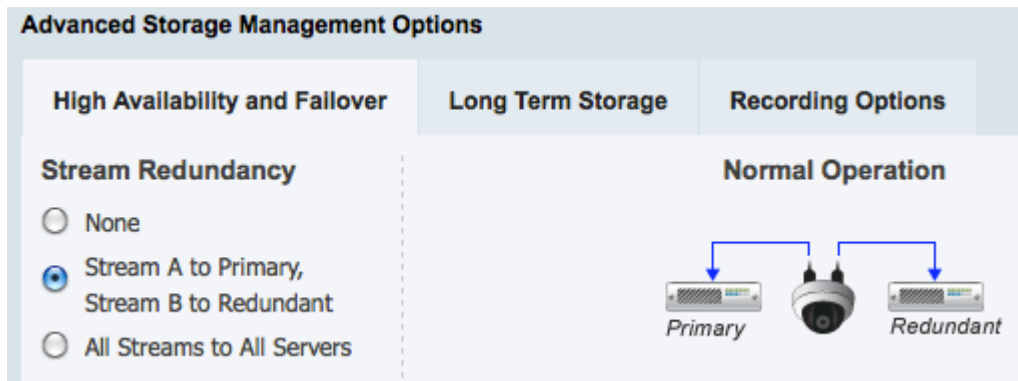 Advanced Storage Management Options
High Availability and Failover
Long Term Storage
Recording Options
Stream Redundancy
None
Stream A to Primary,
Stream B to Redundant
All Streams to All Servers
Normal Operation
Primary
Redundant